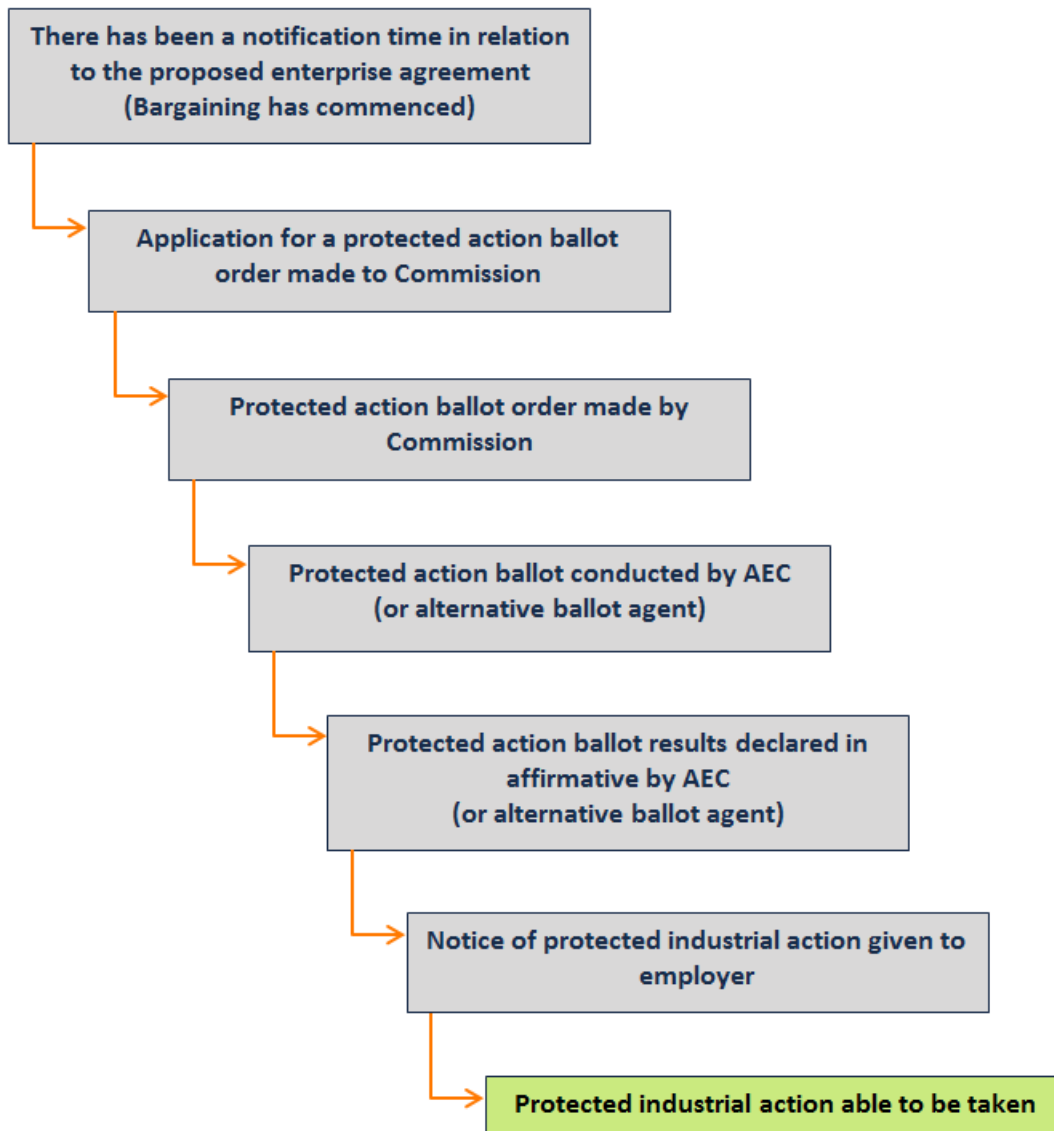 There has been a notification time in relation
to the proposed enterprise agreement
(Bargaining has commenced)
Application for a protected action ballot
order made to Commission
Protected action ballot order made by
Commission
Protected action ballot conducted by AEC
(or alternative ballot agent)
Protected action ballot results declared in
affirmative by AEC
(or alternative ballot agent)
Notice of protected industrial action given to
employer
Protected industrial action able to be taken